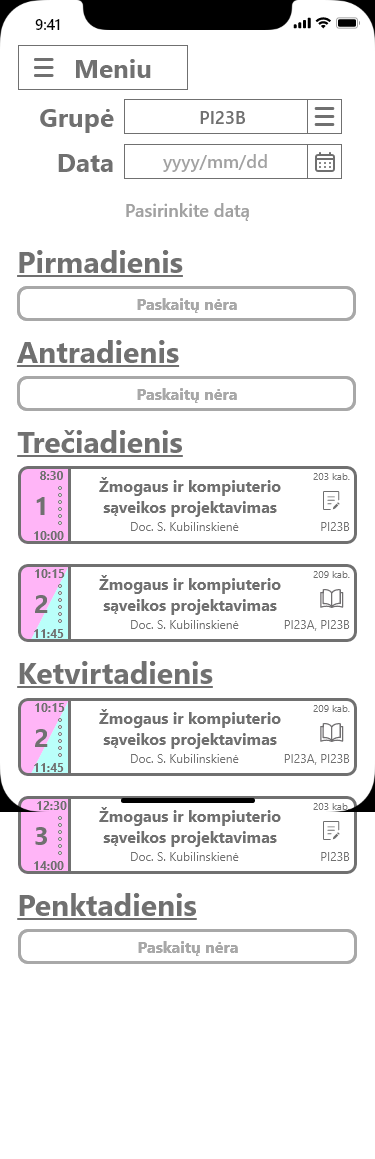 9:41
Meniu
Grupė PI23B
Data yyyy/mm/dd
Pasirinkite datą
Pirmadienis
Paskaitų nėra
Antradienis
Paskaitų nėra
Trečiadienis
8:30
203 kab.
1
Žmogaus ir kompiuterio
sąveikos projektavimas
Doc. S. Kubilinskienė
PI23B
10:00
10:15
209 kab.
2
Žmogaus ir kompiuterio
sąveikos projektavimas
Doc. S. Kubilinskienė
PI23A, PI23B
11:45
Ketvirtadienis
10:15
209 kab.
2
Žmogaus ir kompiuterio
sąveikos projektavimas
Doc. S. Kubilinskienė
PI23A, PI23B
11:45
12:30
203 kab.
3
Žmogaus ir kompiuterio
sąveikos projektavimas
Doc. S. Kubilinskienė
PI23B
14:00
Penktadienis
Paskaitų nėra